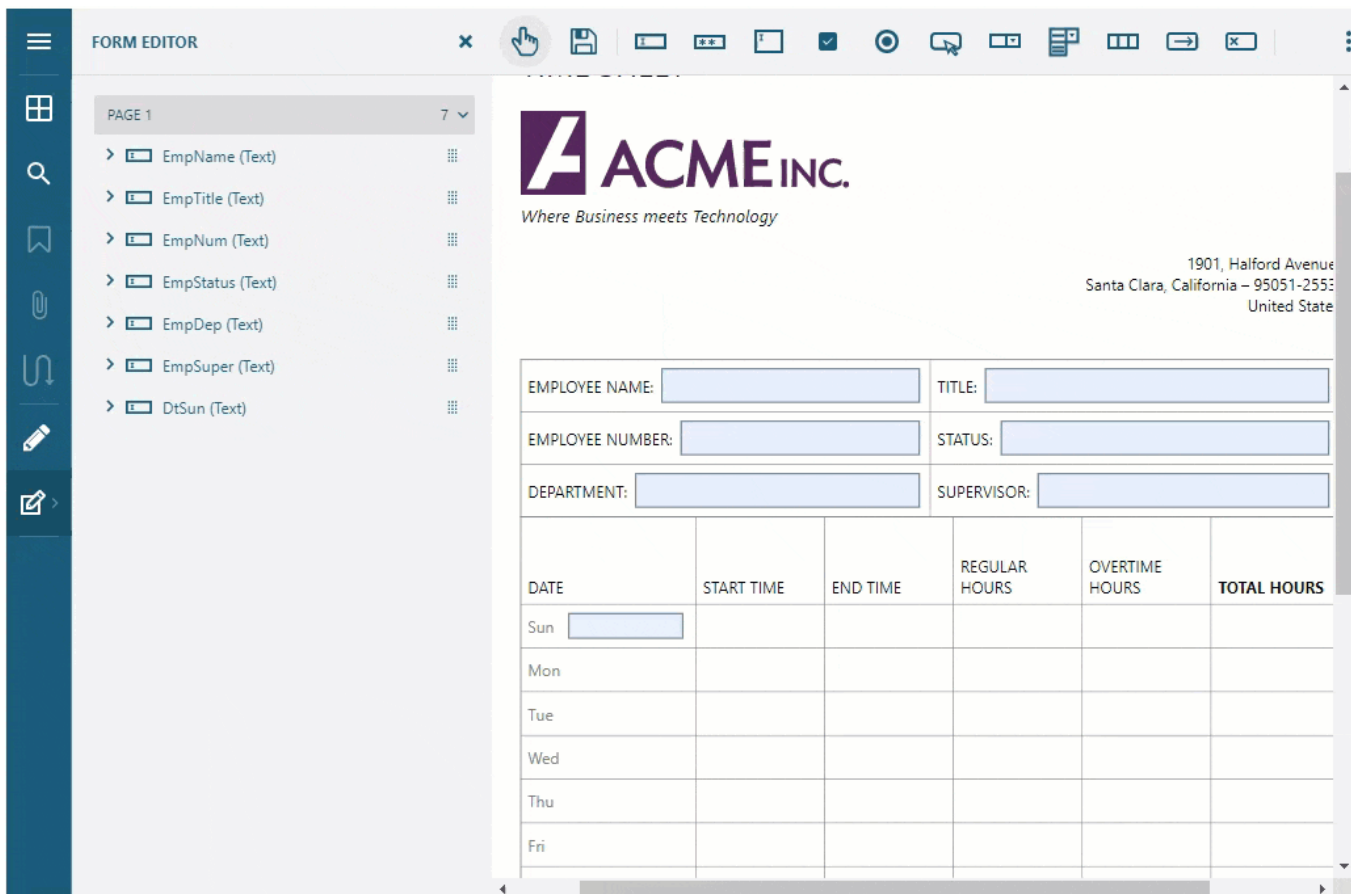 FORM EDITOR
PAGE 1 7
EmpName (Text)
EmpTitle (Text)
EmpNum (Text)
EmpStatus (Text)
EmpDep (Text)
EmpSuper (Text)
DtSun (Text)
ACME INC.
Where Business meets Technology
1901, Halford Avenue
Santa Clara, California – 95051-2553
United State
EMPLOYEE NAME: TITLE:
EMPLOYEE NUMBER: STATUS:
DEPARTMENT: SUPERVISOR:
DATE START TIME END TIME REGULAR HOURS OVERTIME HOURS TOTAL HOURS
Sun
Mon
Tue
Wed
Thu
Fri